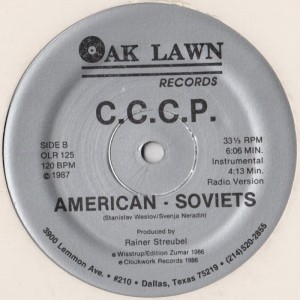 OAK LAWN
RECORDS
C.C.C.P.
SIDE B
OLR 125
120 BPM
℗ 1987
33⅓ RPM
6:06 MIN.
Instrumental
4:13 Min.
Radio Version
AMERICAN - SOVIETS
(Stanislav Wesslov/Svenja Neradin)
Produced by
Rainer Streubel
℗ Wisstrup/Edition Zumar 1986
℗ Clockwork Records 1986
3900 Lemmon Ave. • #210 • Dallas, Texas 75219 • (214) 520-2855